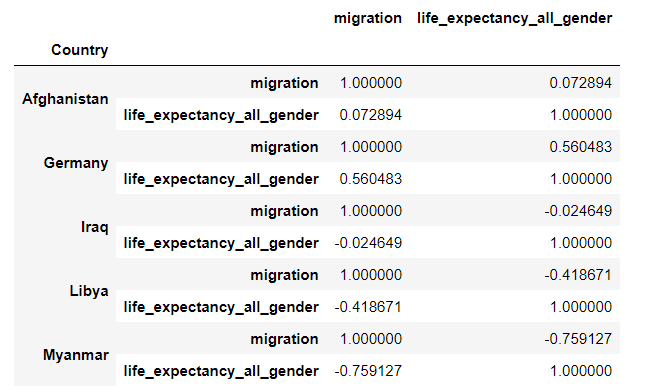 migration life_expectancy_all_gender
Country
Afghanistan migration 1.000000 0.072894
life_expectancy_all_gender 0.072894 1.000000
Germany migration 1.000000 0.560483
life_expectancy_all_gender 0.560483 1.000000
Iraq migration 1.000000 -0.024649
life_expectancy_all_gender -0.024649 1.000000
Libya migration 1.000000 -0.418671
life_expectancy_all_gender -0.418671 1.000000
Myanmar migration 1.000000 -0.759127
life_expectancy_all_gender -0.759127 1.000000